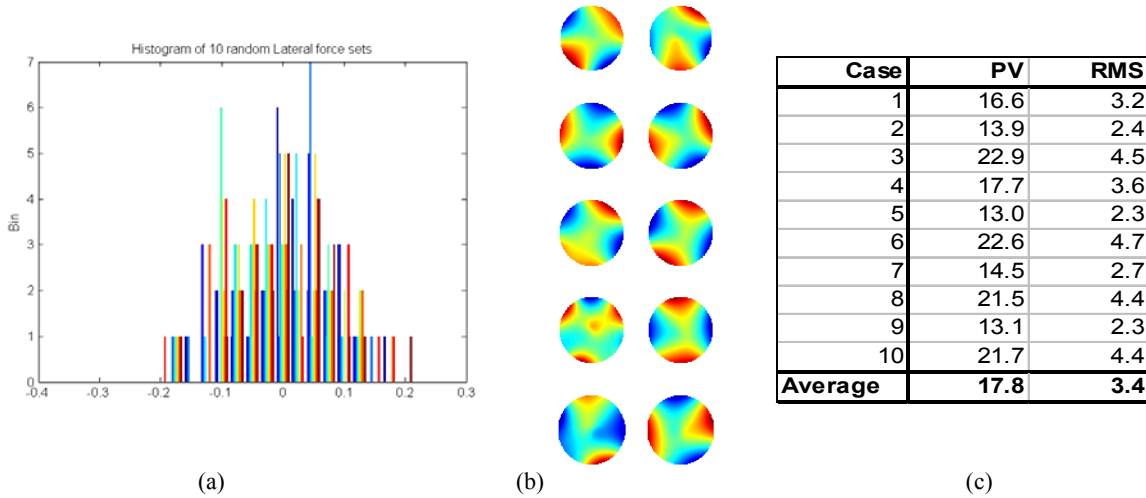 Histogram of 10 random Lateral force sets
7
6
5
4
3
2
1
0
Bin
-0.4 -0.3 -0.2 -0.1 0 0.1 0.2 0.3
Case PV RMS
1 16.6 3.2
2 13.9 2.4
3 22.9 4.5
4 17.7 3.6
5 13.0 2.3
6 22.6 4.7
7 14.5 2.7
8 21.5 4.4
9 13.1 2.3
10 21.7 4.4
Average 17.8 3.4
(a) (b) (c)